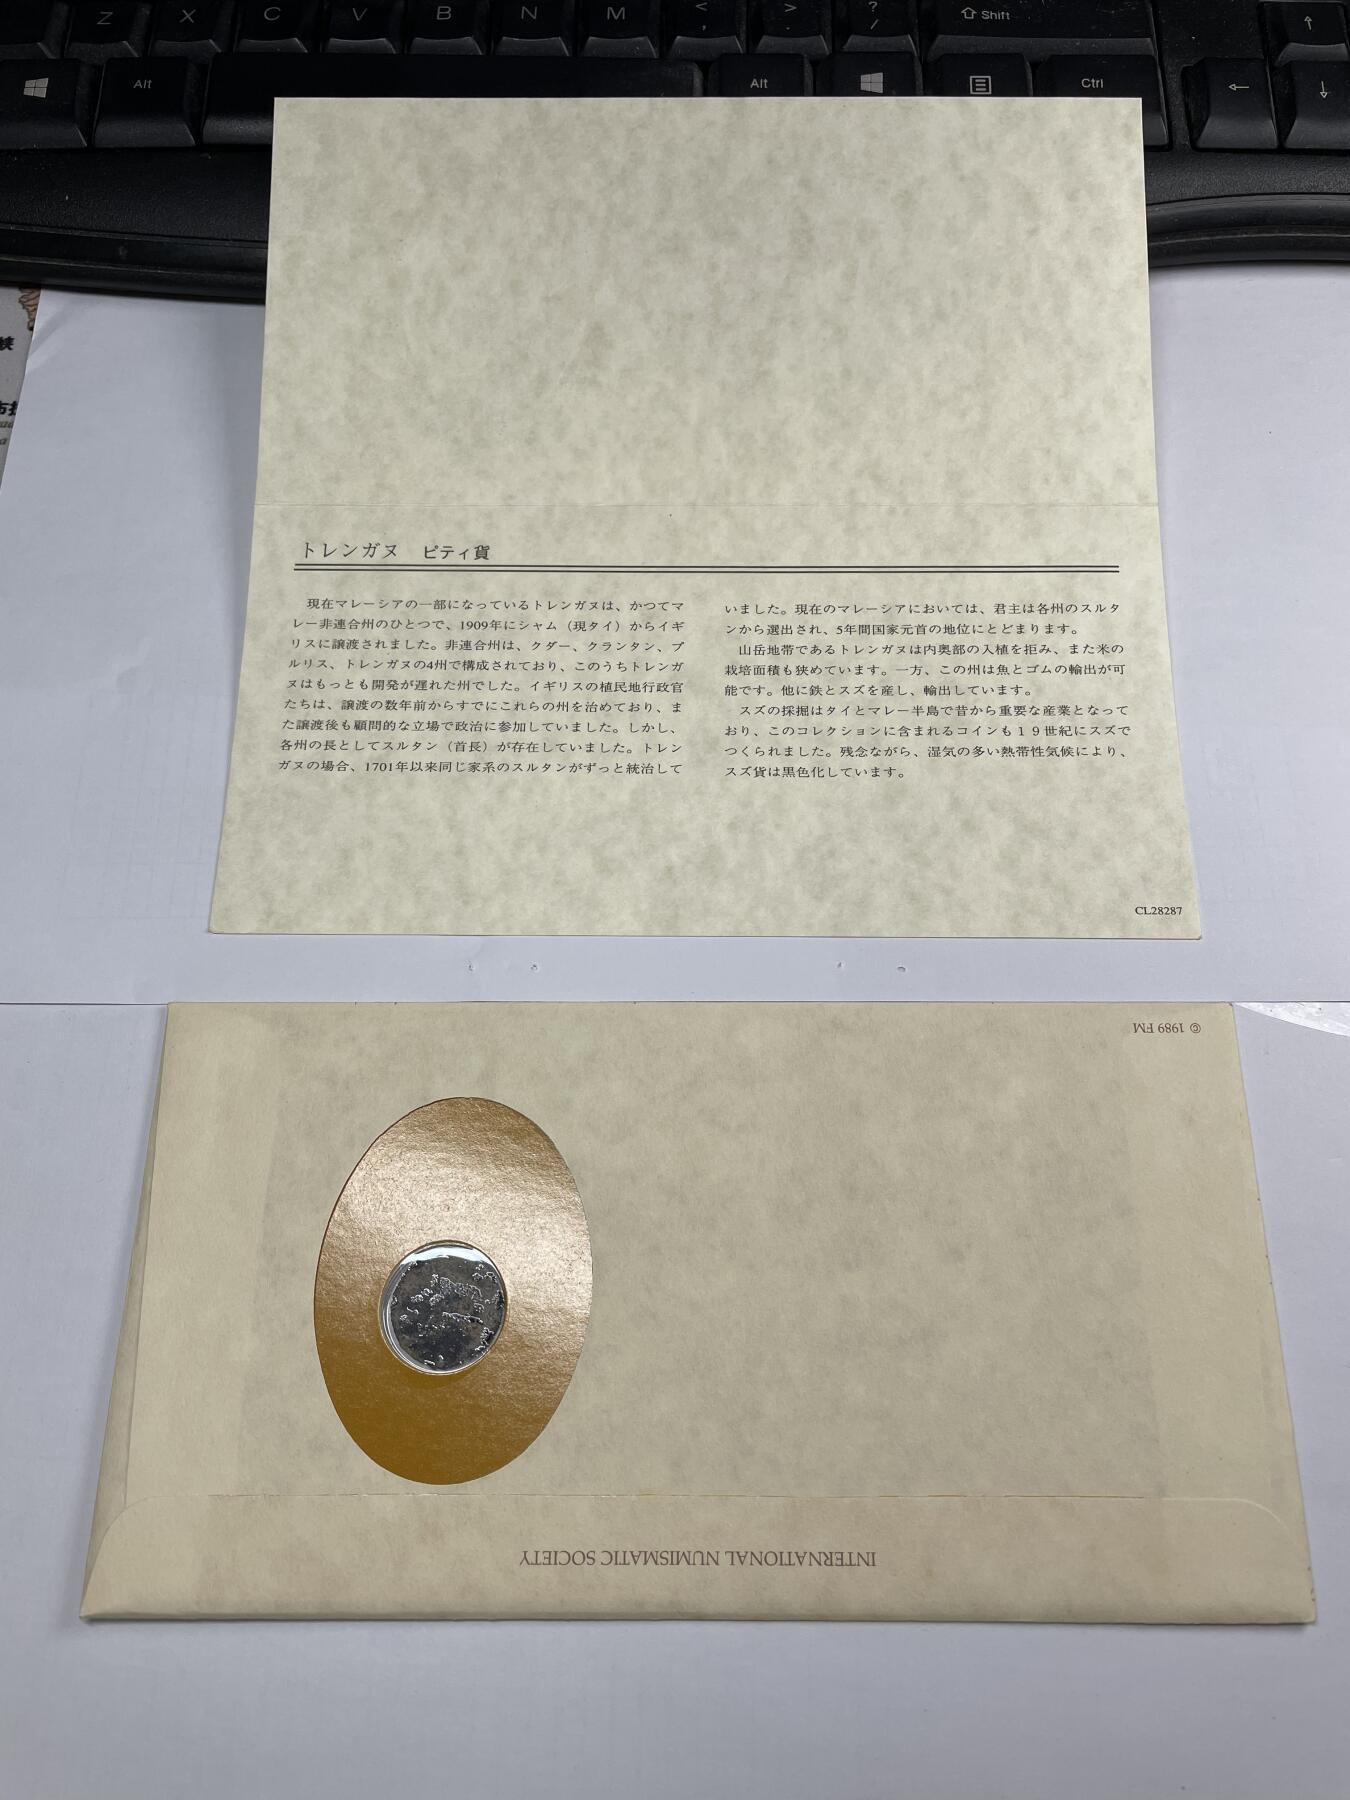 Z X C V B N M < , > . ? / Shift
Alt Alt Ctrl
トレンガヌ　ピティ貨
　現在マレーシアの一部になっているトレンガヌは、かつてマ
レー非連合州のひとつで、1909年にシャム（現タイ）からイギ
リスに譲渡されました。非連合州は、クダー、クランタン、プ
ルリス、トレンガヌの4州で構成されており、このうちトレンガ
ヌはもっとも開発が遅れた州でした。イギリスの植民地行政官
たちは、譲渡の数年前からすでにこれらの州を治めており、ま
た譲渡後も顧問的な立場で政治に参加していました。しかし、
各州の長としてスルタン（首長）が存在していました。トレン
ガヌの場合、1701年以来同じ家系のスルタンがずっと統治して
いました。現在のマレーシアにおいては、君主は各州のスルタ
ンから選出され、5年間国家元首の地位にとどまります。
　山岳地帯であるトレンガヌは内奥部の入植を拒み、また米の
栽培面積も狭めています。一方、この州は魚とゴムの輸出が可
能です。他に鉄とスズを産し、輸出しています。
　スズの採掘はタイとマレー半島で昔から重要な産業となって
おり、このコレクションに含まれるコインも１９世紀にスズで
つくられました。残念ながら、湿気の多い熱帯性気候により、
スズ貨は黒色化しています。
CL28287
© 1989 FM
INTERNATIONAL NUMISMATIC SOCIETY